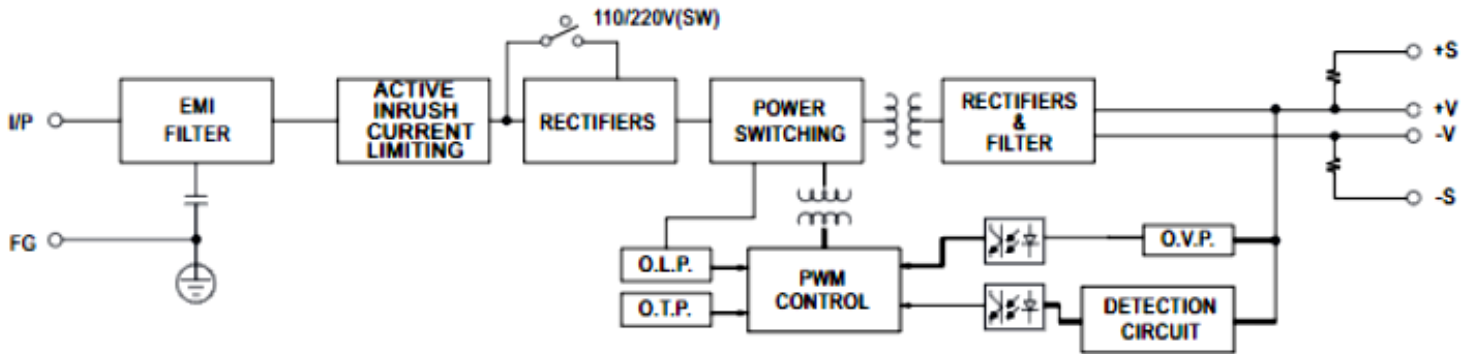 110/220V(SW)
+S
I/P
EMI
FILTER
ACTIVE
INRUSH
CURRENT
LIMITING
RECTIFIERS
POWER
SWITCHING
RECTIFIERS
&
FILTER
+V
-V
-S
FG
O.L.P.
O.T.P.
PWM
CONTROL
O.V.P.
DETECTION
CIRCUIT